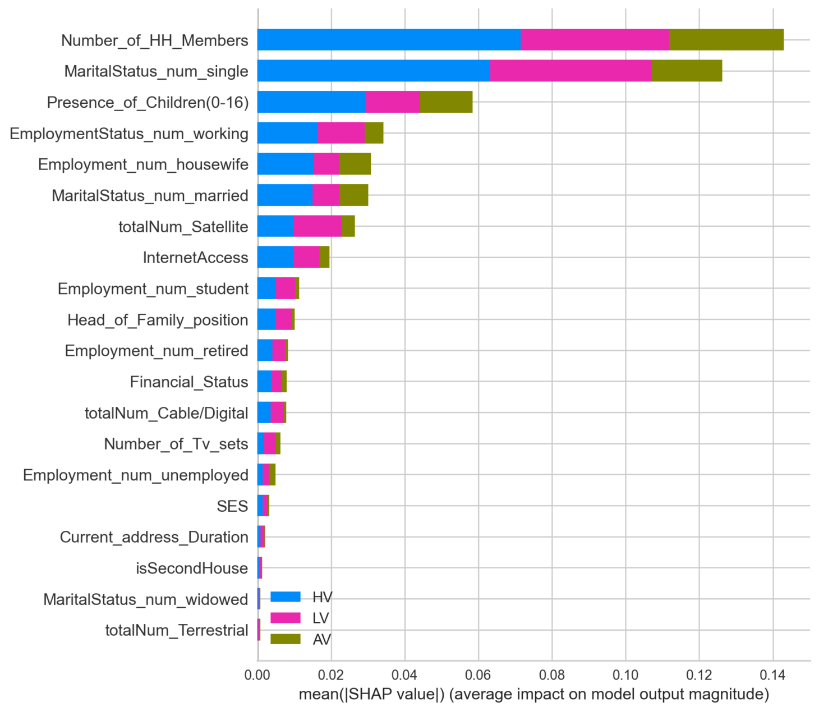 Number_of_HH_Members
MaritalStatus_num_single
Presence_of_Children(0-16)
EmploymentStatus_num_working
Employment_num_housewife
MaritalStatus_num_married
totalNum_Satellite
InternetAccess
Employment_num_student
Head_of_Family_position
Employment_num_retired
Financial_Status
totalNum_Cable/Digital
Number_of_Tv_sets
Employment_num_unemployed
SES
Current_address_Duration
isSecondHouse
MaritalStatus_num_widowed
totalNum_Terrestrial
HV
LV
AV
0.00 0.02 0.04 0.06 0.08 0.10 0.12 0.14
mean(|SHAP value|) (average impact on model output magnitude)